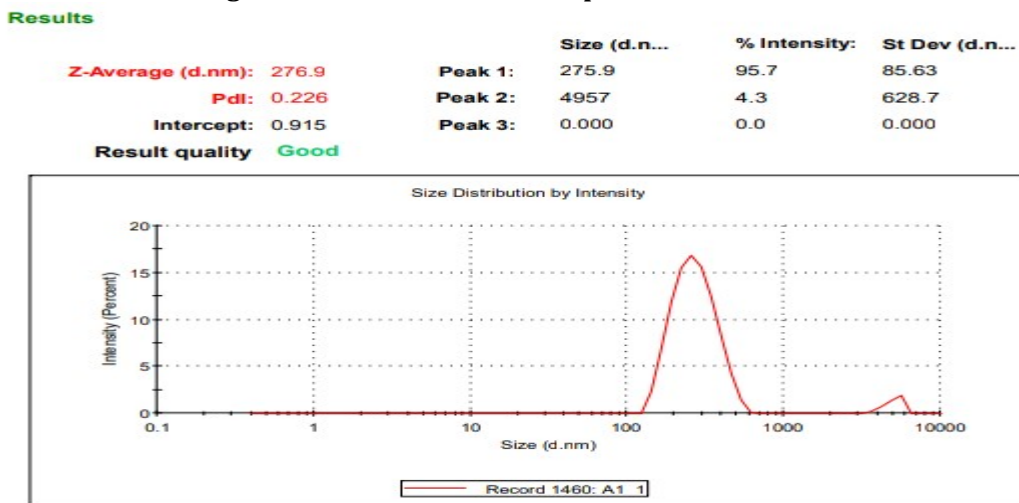 Results
Size (d.n... % Intensity: St Dev (d.n...
Z-Average (d.nm): 276.9 Peak 1: 275.9 95.7 85.63
PdI: 0.226 Peak 2: 4957 4.3 628.7
Intercept: 0.915 Peak 3: 0.000 0.0 0.000
Result quality Good
Size Distribution by Intensity
Intensity (Percent)
20
15
10
5
0
0.1 1 10 100 1000 10000
Size (d.nm)
Record 1460: A1 1